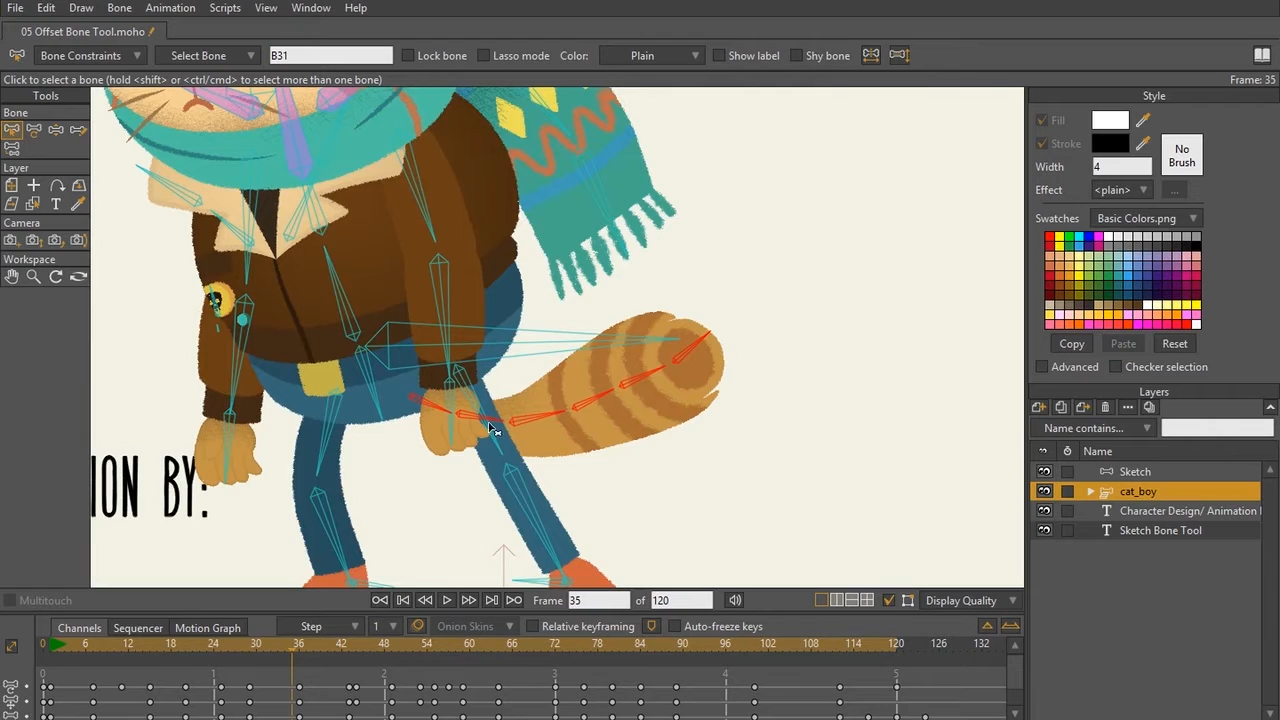 File Edit Draw Bone Animation Scripts View Window Help
05 Offset Bone Tool.moho
Bone Constraints Select Bone B31 Lock bone Lasso mode Color: Plain Show label Shy bone
Click to select a bone (hold <shift> or <ctrl/cmd> to select more than one bone) Frame: 35
Tools
Bone
Layer
T
Camera
Workspace
ION BY:
Style
Fill
Stroke
No
Brush
Width 4
Effect <plain> ...
Swatches Basic Colors.png
Copy Paste Reset
Advanced Checker selection
Layers
Name contains...
Name
Sketch
cat_boy
T Character Design/ Animation
T Sketch Bone Tool
Multitouch Frame 35 of 120 Display Quality
Channels Sequencer Motion Graph Step 1 Onion Skins Relative keyframing Auto-freeze keys
0 6 12 18 24 30 36 42 48 54 60 66 72 78 84 90 96 102 108 114 120 126 132
0 1 2 3 4 5